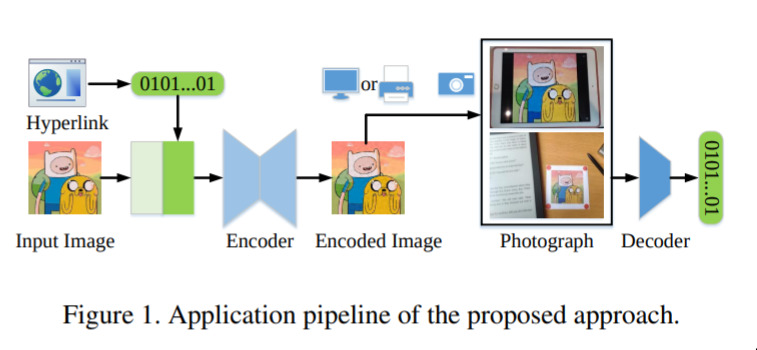 0101...01
or
Hyperlink
0101...01
Input Image
Encoder
Encoded Image
Photograph
Decoder
Figure 1. Application pipeline of the proposed approach.